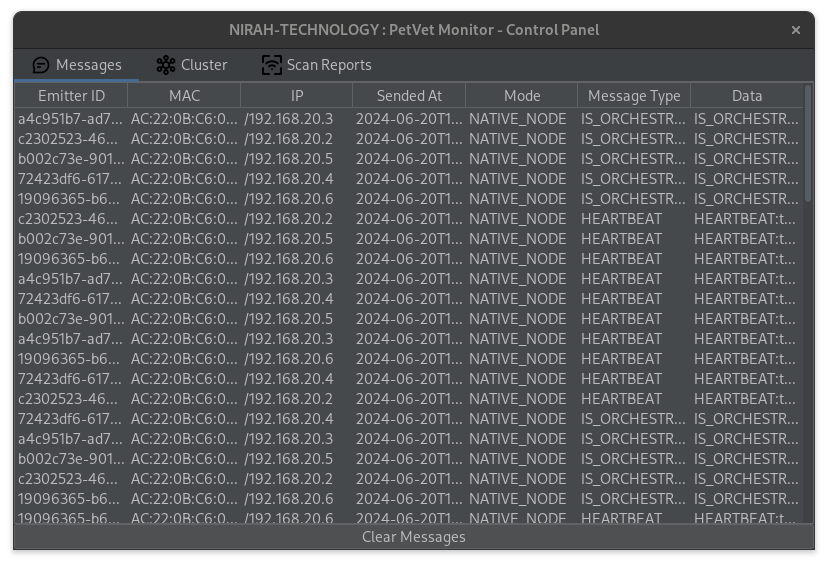 NIRAH-TECHNOLOGY : PetVet Monitor - Control Panel ×
Messages Cluster Scan Reports
Emitter ID MAC IP Sended At Mode Message Type Data
a4c951b7-ad7... AC:22:0B:C6:0... /192.168.20.3 2024-06-20T1... NATIVE_NODE IS_ORCHESTR... IS_ORCHESTR...
c2302523-46... AC:22:0B:C6:0... /192.168.20.2 2024-06-20T1... NATIVE_NODE IS_ORCHESTR... IS_ORCHESTR...
b002c73e-901... AC:22:0B:C6:0... /192.168.20.5 2024-06-20T1... NATIVE_NODE IS_ORCHESTR... IS_ORCHESTR...
72423df6-617... AC:22:0B:C6:0... /192.168.20.4 2024-06-20T1... NATIVE_NODE IS_ORCHESTR... IS_ORCHESTR...
19096365-b6... AC:22:0B:C6:0... /192.168.20.6 2024-06-20T1... NATIVE_NODE IS_ORCHESTR... IS_ORCHESTR...
c2302523-46... AC:22:0B:C6:0... /192.168.20.2 2024-06-20T1... NATIVE_NODE HEARTBEAT HEARTBEAT:t...
b002c73e-901... AC:22:0B:C6:0... /192.168.20.5 2024-06-20T1... NATIVE_NODE HEARTBEAT HEARTBEAT:t...
19096365-b6... AC:22:0B:C6:0... /192.168.20.6 2024-06-20T1... NATIVE_NODE HEARTBEAT HEARTBEAT:t...
a4c951b7-ad7... AC:22:0B:C6:0... /192.168.20.3 2024-06-20T1... NATIVE_NODE HEARTBEAT HEARTBEAT:t...
72423df6-617... AC:22:0B:C6:0... /192.168.20.4 2024-06-20T1... NATIVE_NODE HEARTBEAT HEARTBEAT:t...
b002c73e-901... AC:22:0B:C6:0... /192.168.20.5 2024-06-20T1... NATIVE_NODE HEARTBEAT HEARTBEAT:t...
a4c951b7-ad7... AC:22:0B:C6:0... /192.168.20.3 2024-06-20T1... NATIVE_NODE HEARTBEAT HEARTBEAT:t...
19096365-b6... AC:22:0B:C6:0... /192.168.20.6 2024-06-20T1... NATIVE_NODE HEARTBEAT HEARTBEAT:t...
72423df6-617... AC:22:0B:C6:0... /192.168.20.4 2024-06-20T1... NATIVE_NODE HEARTBEAT HEARTBEAT:t...
c2302523-46... AC:22:0B:C6:0... /192.168.20.2 2024-06-20T1... NATIVE_NODE HEARTBEAT HEARTBEAT:t...
72423df6-617... AC:22:0B:C6:0... /192.168.20.4 2024-06-20T1... NATIVE_NODE IS_ORCHESTR... IS_ORCHESTR...
a4c951b7-ad7... AC:22:0B:C6:0... /192.168.20.3 2024-06-20T1... NATIVE_NODE IS_ORCHESTR... IS_ORCHESTR...
b002c73e-901... AC:22:0B:C6:0... /192.168.20.5 2024-06-20T1... NATIVE_NODE IS_ORCHESTR... IS_ORCHESTR...
c2302523-46... AC:22:0B:C6:0... /192.168.20.2 2024-06-20T1... NATIVE_NODE IS_ORCHESTR... IS_ORCHESTR...
19096365-b6... AC:22:0B:C6:0... /192.168.20.6 2024-06-20T1... NATIVE_NODE IS_ORCHESTR... IS_ORCHESTR...
19096365-b6... AC:22:0B:C6:0... /192.168.20.6 2024-06-20T1... NATIVE_NODE HEARTBEAT HEARTBEAT:t...
Clear Messages